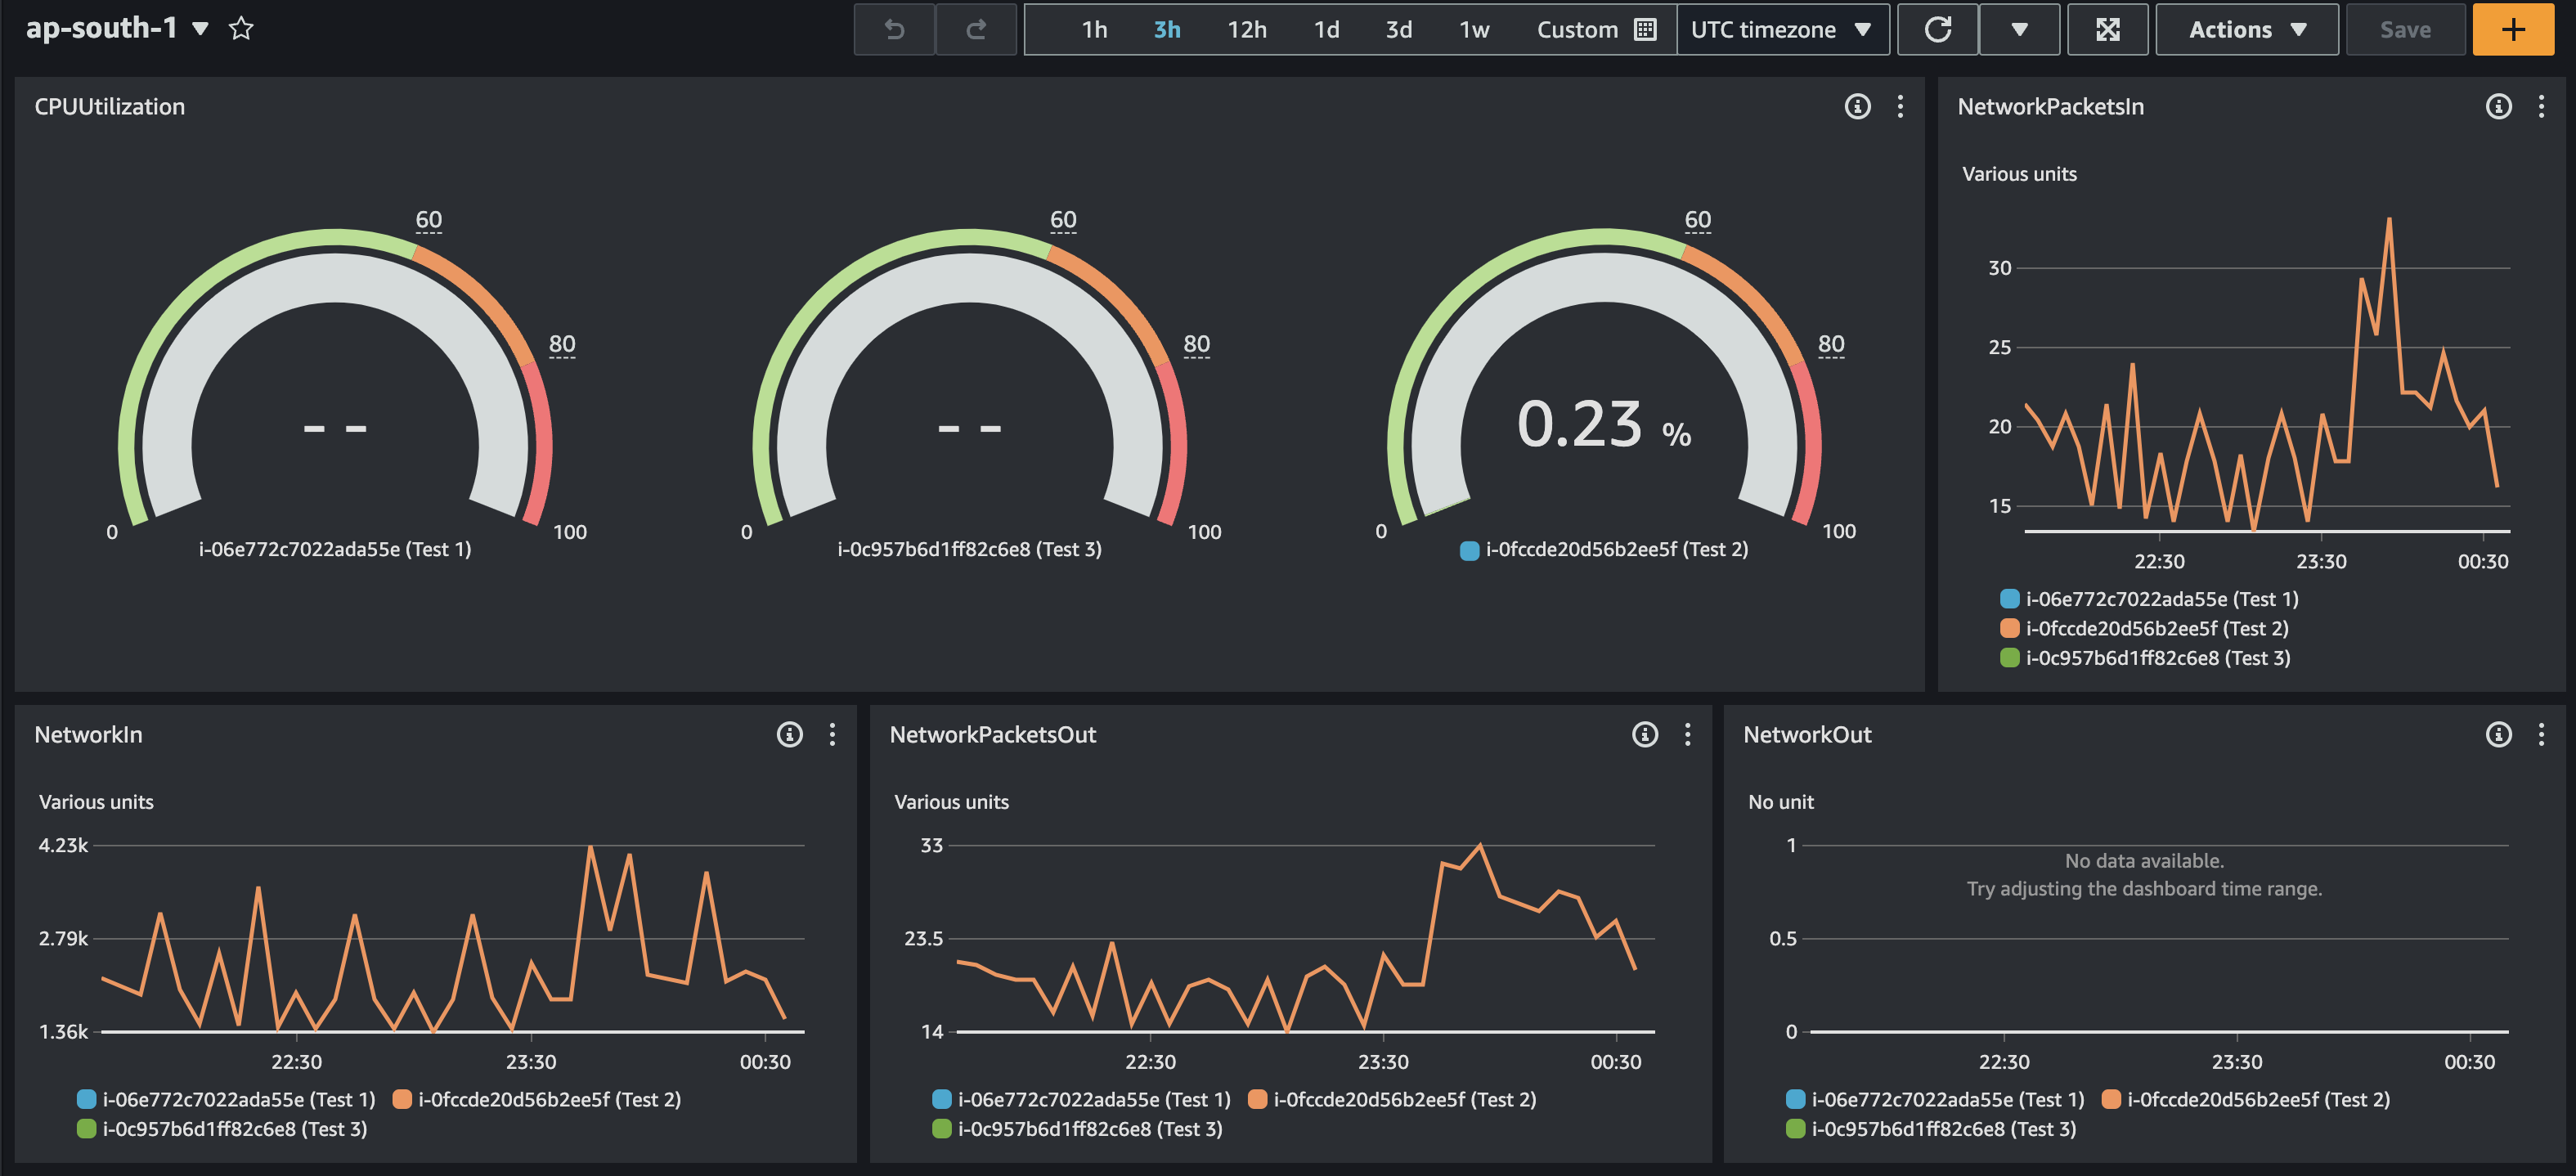 ap-south-1
1h 3h 12h 1d 3d 1w Custom UTC timezone Actions Save
CPUUtilization
60
80
0
100
-- 
i-06e772c7022ada55e (Test 1)
60
80
0
100
--
i-0c957b6d1ff82c6e8 (Test 3)
60
80
0
100
0.23 %
i-0fccde20d56b2ee5f (Test 2)
NetworkPacketsIn
Various units
30
25
20
15
22:30 23:30 00:30
i-06e772c7022ada55e (Test 1)
i-0fccde20d56b2ee5f (Test 2)
i-0c957b6d1ff82c6e8 (Test 3)
NetworkIn
Various units
4.23k
2.79k
1.36k
22:30 23:30 00:30
i-06e772c7022ada55e (Test 1) i-0fccde20d56b2ee5f (Test 2)
i-0c957b6d1ff82c6e8 (Test 3)
NetworkPacketsOut
Various units
33
23.5
14
22:30 23:30 00:30
i-06e772c7022ada55e (Test 1) i-0fccde20d56b2ee5f (Test 2)
i-0c957b6d1ff82c6e8 (Test 3)
NetworkOut
No unit
1
No data available.
Try adjusting the dashboard time range.
0.5
0
22:30 23:30 00:30
i-06e772c7022ada55e (Test 1) i-0fccde20d56b2ee5f (Test 2)
i-0c957b6d1ff82c6e8 (Test 3)